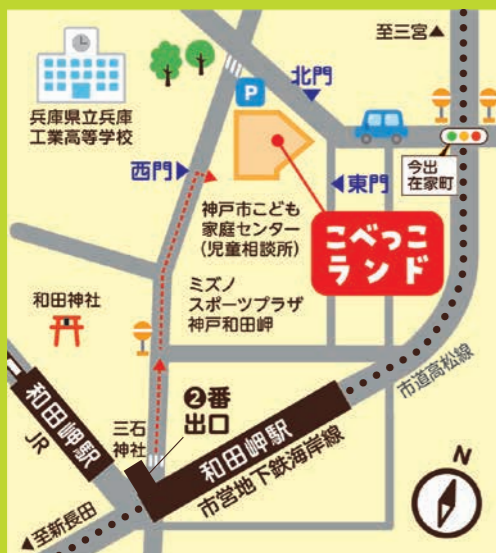 至三宮▲
北門
P
兵庫県立兵庫
工業高等学校
西門
東門
今出
在家町
神戸市こども
家庭センター
(児童相談所)
こべっこ
ランド
ミズノ
スポーツプラザ
神戸和田岬
和田神社
市道高松線
❷番
出口
三石
神社
和田岬駅
JR
和田岬駅
市営地下鉄海岸線
▲至新長田
N